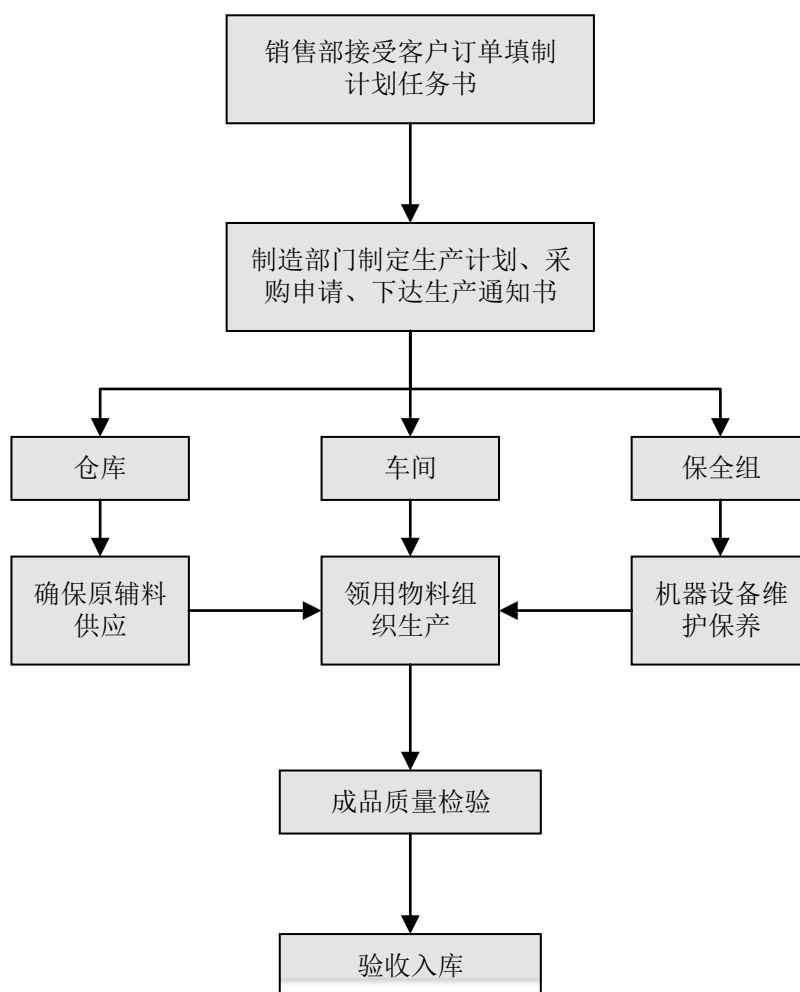 销售部接受客户订单填制
计划任务书
制造部门制定生产计划、采
购申请、下达生产通知书
仓库
车间
保全组
确保原辅料
供应
领用物料组
织生产
机器设备维
护保养
成品质量检验
验收入库